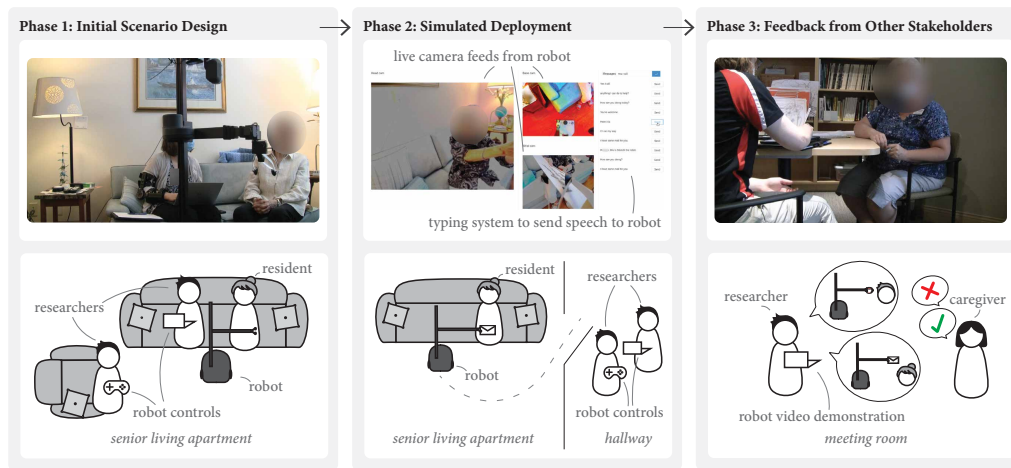 Phase 1: Initial Scenario Design
Phase 2: Simulated Deployment
Phase 3: Feedback from Other Stakeholders
live camera feeds from robot
typing system to send speech to robot
resident
researchers
robot
robot controls
senior living apartment
resident
researchers
robot
robot controls
senior living apartment
hallway
researcher
caregiver
robot video demonstration
meeting room